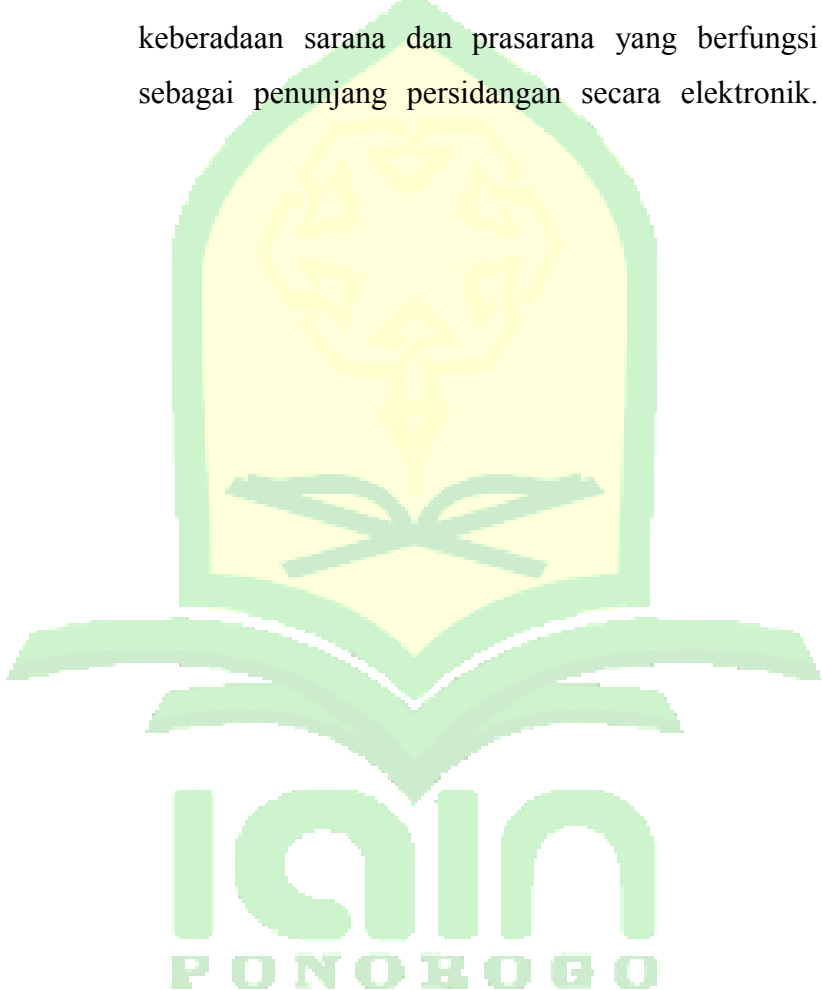 keberadaan sarana dan prasarana yang berfungsi
sebagai penunjang persidangan secara elektronik.
iain
PONOROGO